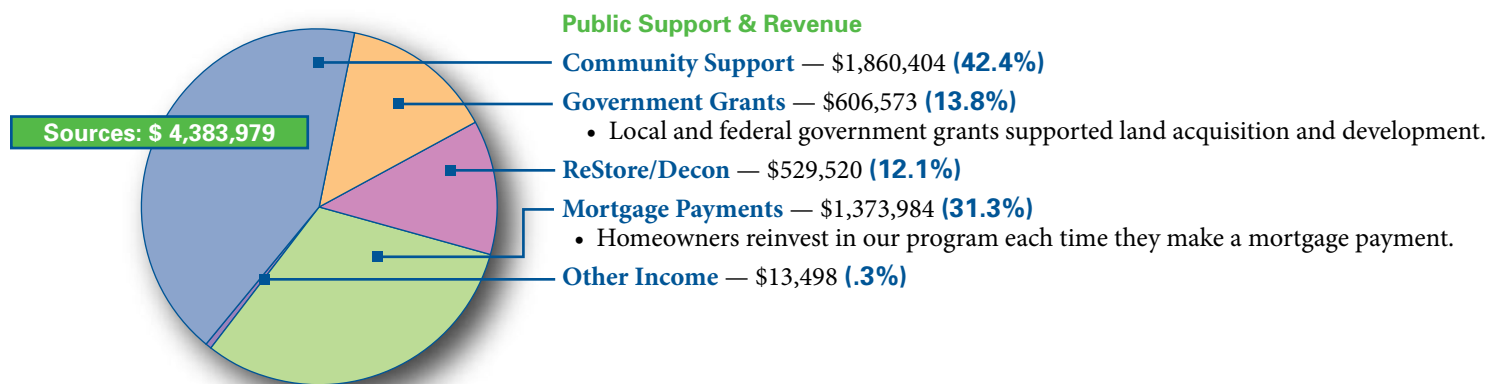 Public Support & Revenue
Community Support — $1,860,404 (42.4%)
Government Grants — $606,573 (13.8%)
• Local and federal government grants supported land acquisition and development.
Sources: $ 4,383,979
ReStore/Decon — $529,520 (12.1%)
Mortgage Payments — $1,373,984 (31.3%)
• Homeowners reinvest in our program each time they make a mortgage payment.
Other Income — $13,498 (.3%)